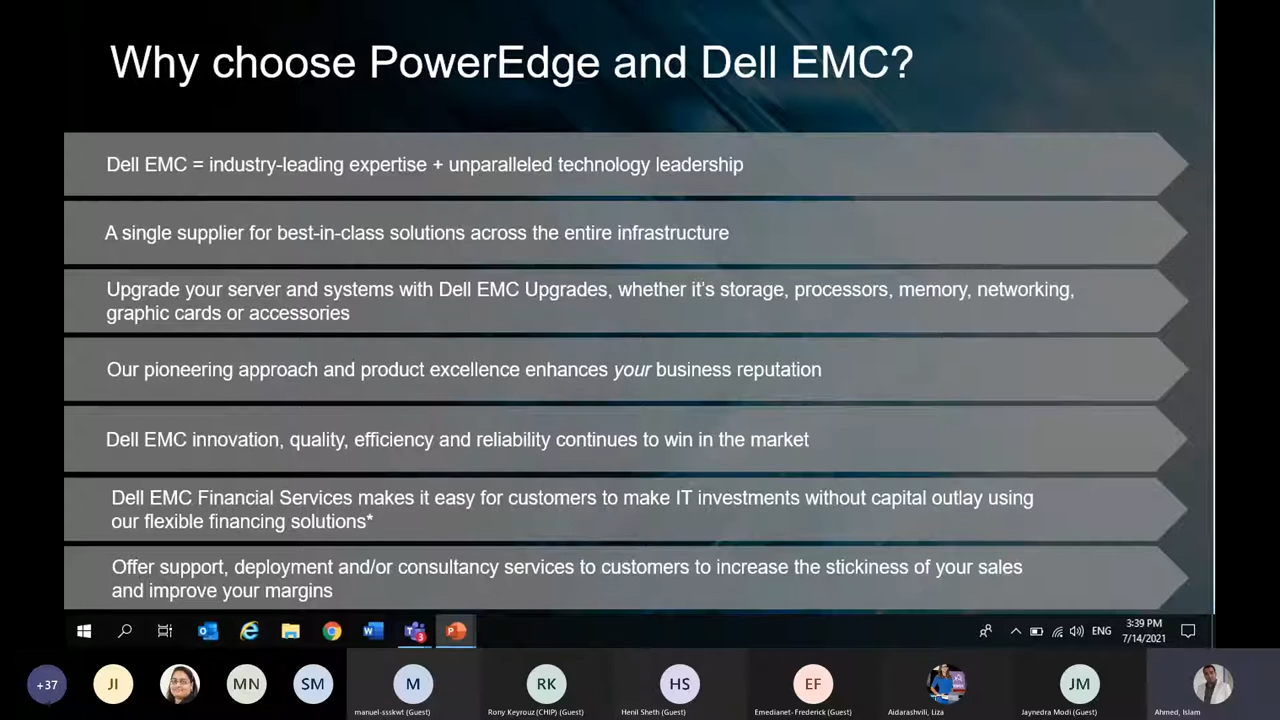 Why choose PowerEdge and Dell EMC?
Dell EMC = industry-leading expertise + unparalleled technology leadership
A single supplier for best-in-class solutions across the entire infrastructure
Upgrade your server and systems with Dell EMC Upgrades, whether it's storage, processors, memory, networking,
graphic cards or accessories
Our pioneering approach and product excellence enhances your business reputation
Dell EMC innovation, quality, efficiency and reliability continues to win in the market
Dell EMC Financial Services makes it easy for customers to make IT investments without capital outlay using
our flexible financing solutions*
Offer support, deployment and/or consultancy services to customers to increase the stickiness of your sales
and improve your margins
ENG
3:39 PM
7/14/2021
+37
JI
MN
SM
M
RK
HS
EF
JM
manuel-ssskwt (Guest)
Rony Keyrouz (CHIP) (Guest)
Henil Sheth (Guest)
Emedianet- Frederick (Guest)
Aidarashvili, Liza
Jaynedra Modi (Guest)
Ahmed, Islam